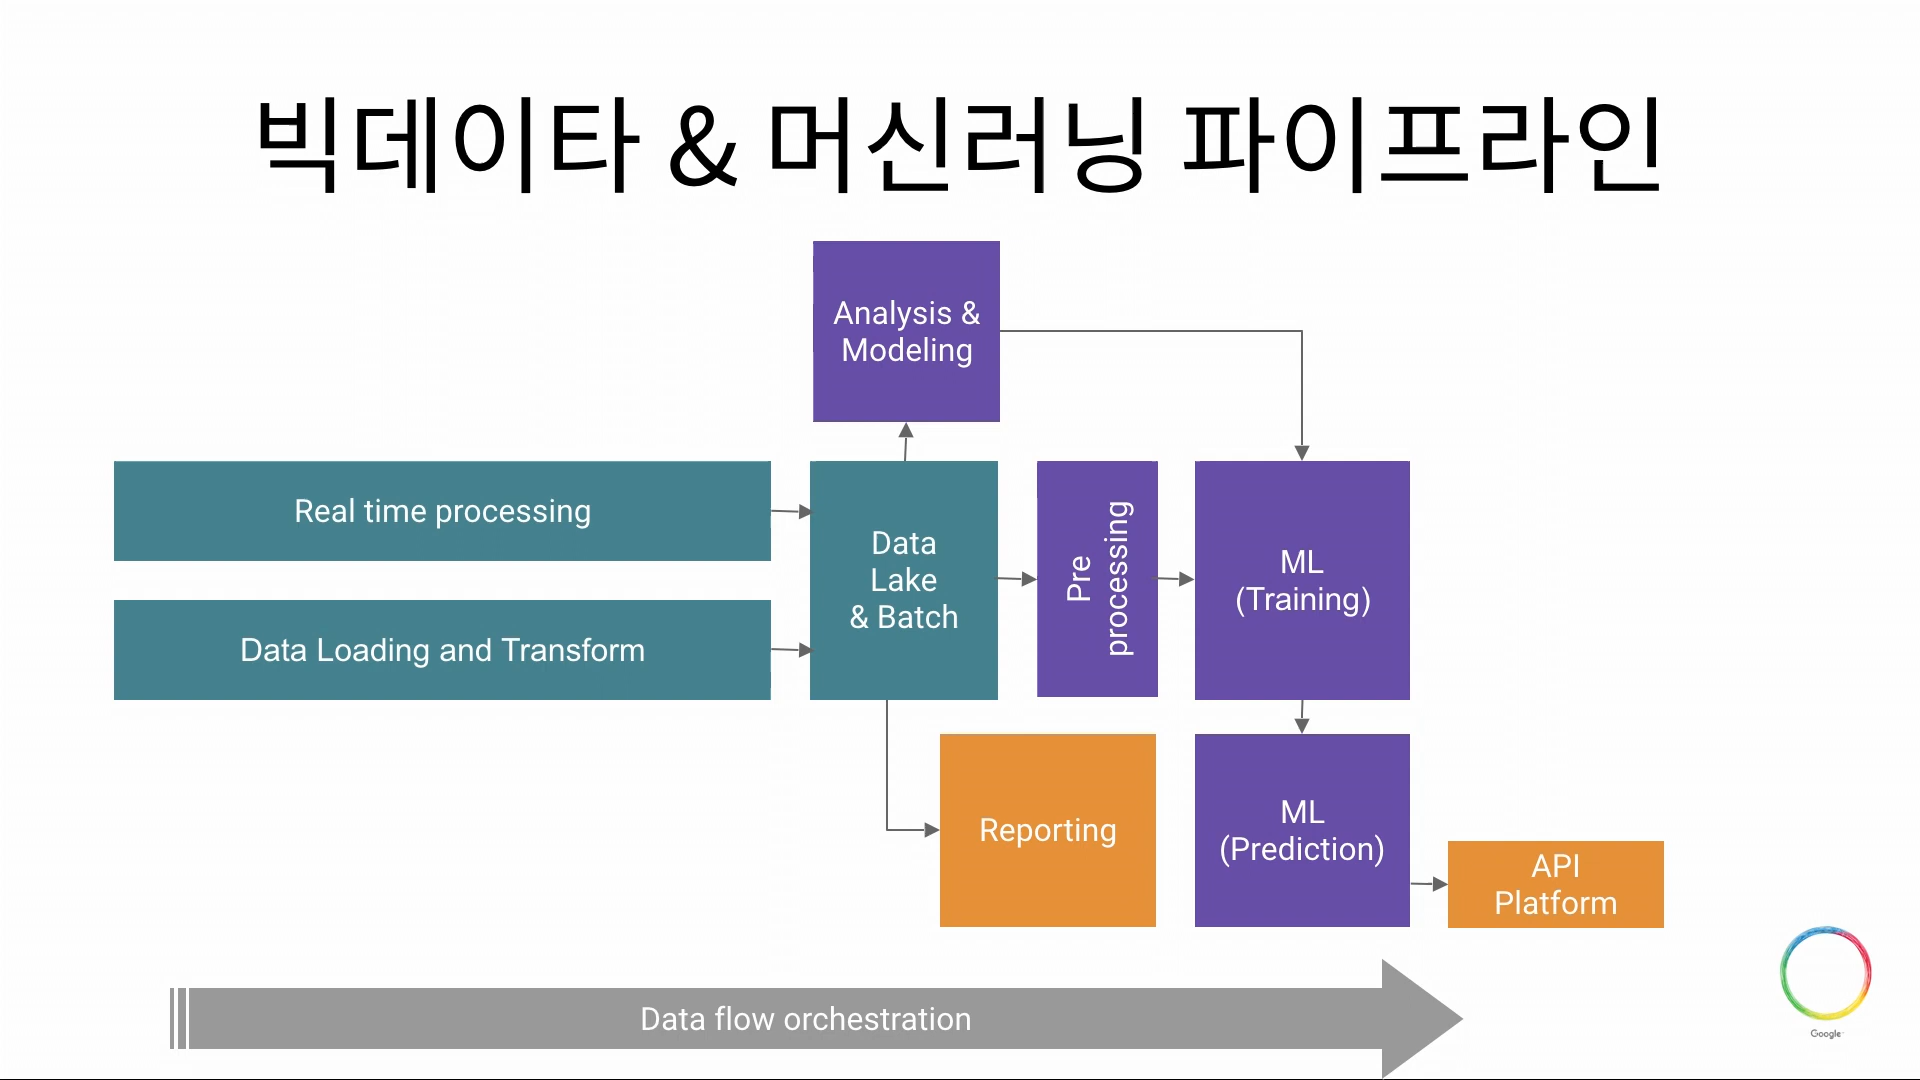 빅데이타 & 머신러닝 파이프라인
Analysis &
Modeling
Real time processing
Data Loading and Transform
Data
Lake
& Batch
Pre
processing
ML
(Training)
Reporting
ML
(Prediction)
API
Platform
Data flow orchestration
Google